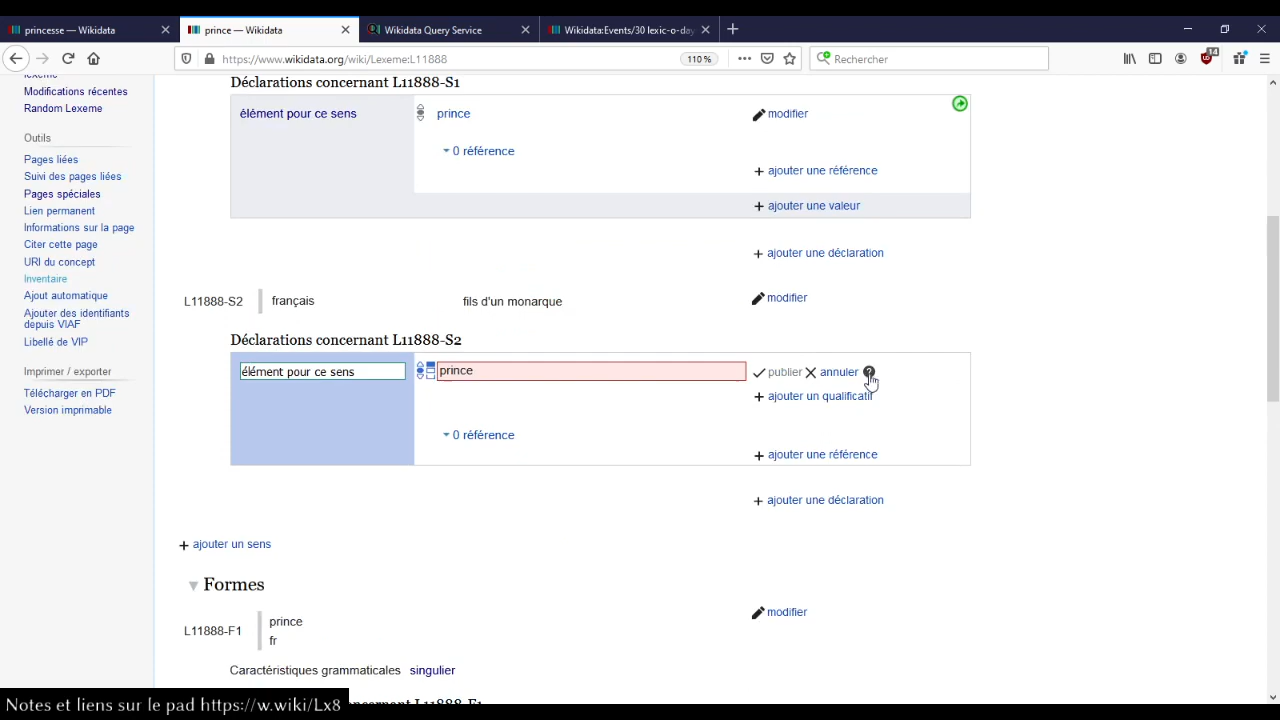 princesse — Wikidata
prince — Wikidata
Wikidata Query Service
Wikidata:Events/30 lexic-o-day
https://www.wikidata.org/wiki/Lexeme:L11888
110 %
Rechercher
14
lexème
Modifications récentes
Random Lexeme
Outils
Pages liées
Suivi des pages liées
Pages spéciales
Lien permanent
Informations sur la page
Citer cette page
URI du concept
Inventaire
Ajout automatique
Ajouter des identifiants
depuis VIAF
Libellé de VIP
Imprimer / exporter
Télécharger en PDF
Version imprimable
Déclarations concernant L11888-S1
élément pour ce sens
prince
modifier
0 référence
+ ajouter une référence
+ ajouter une valeur
+ ajouter une déclaration
L11888-S2
français
fils d'un monarque
modifier
Déclarations concernant L11888-S2
élément pour ce sens
prince
publier
annuler
?
+ ajouter un qualificatif
0 référence
+ ajouter une référence
+ ajouter une déclaration
+ ajouter un sens
Formes
L11888-F1
prince
fr
modifier
Caractéristiques grammaticales singulier
concernant L11888-F1
Notes et liens sur le pad https://w.wiki/Lx8